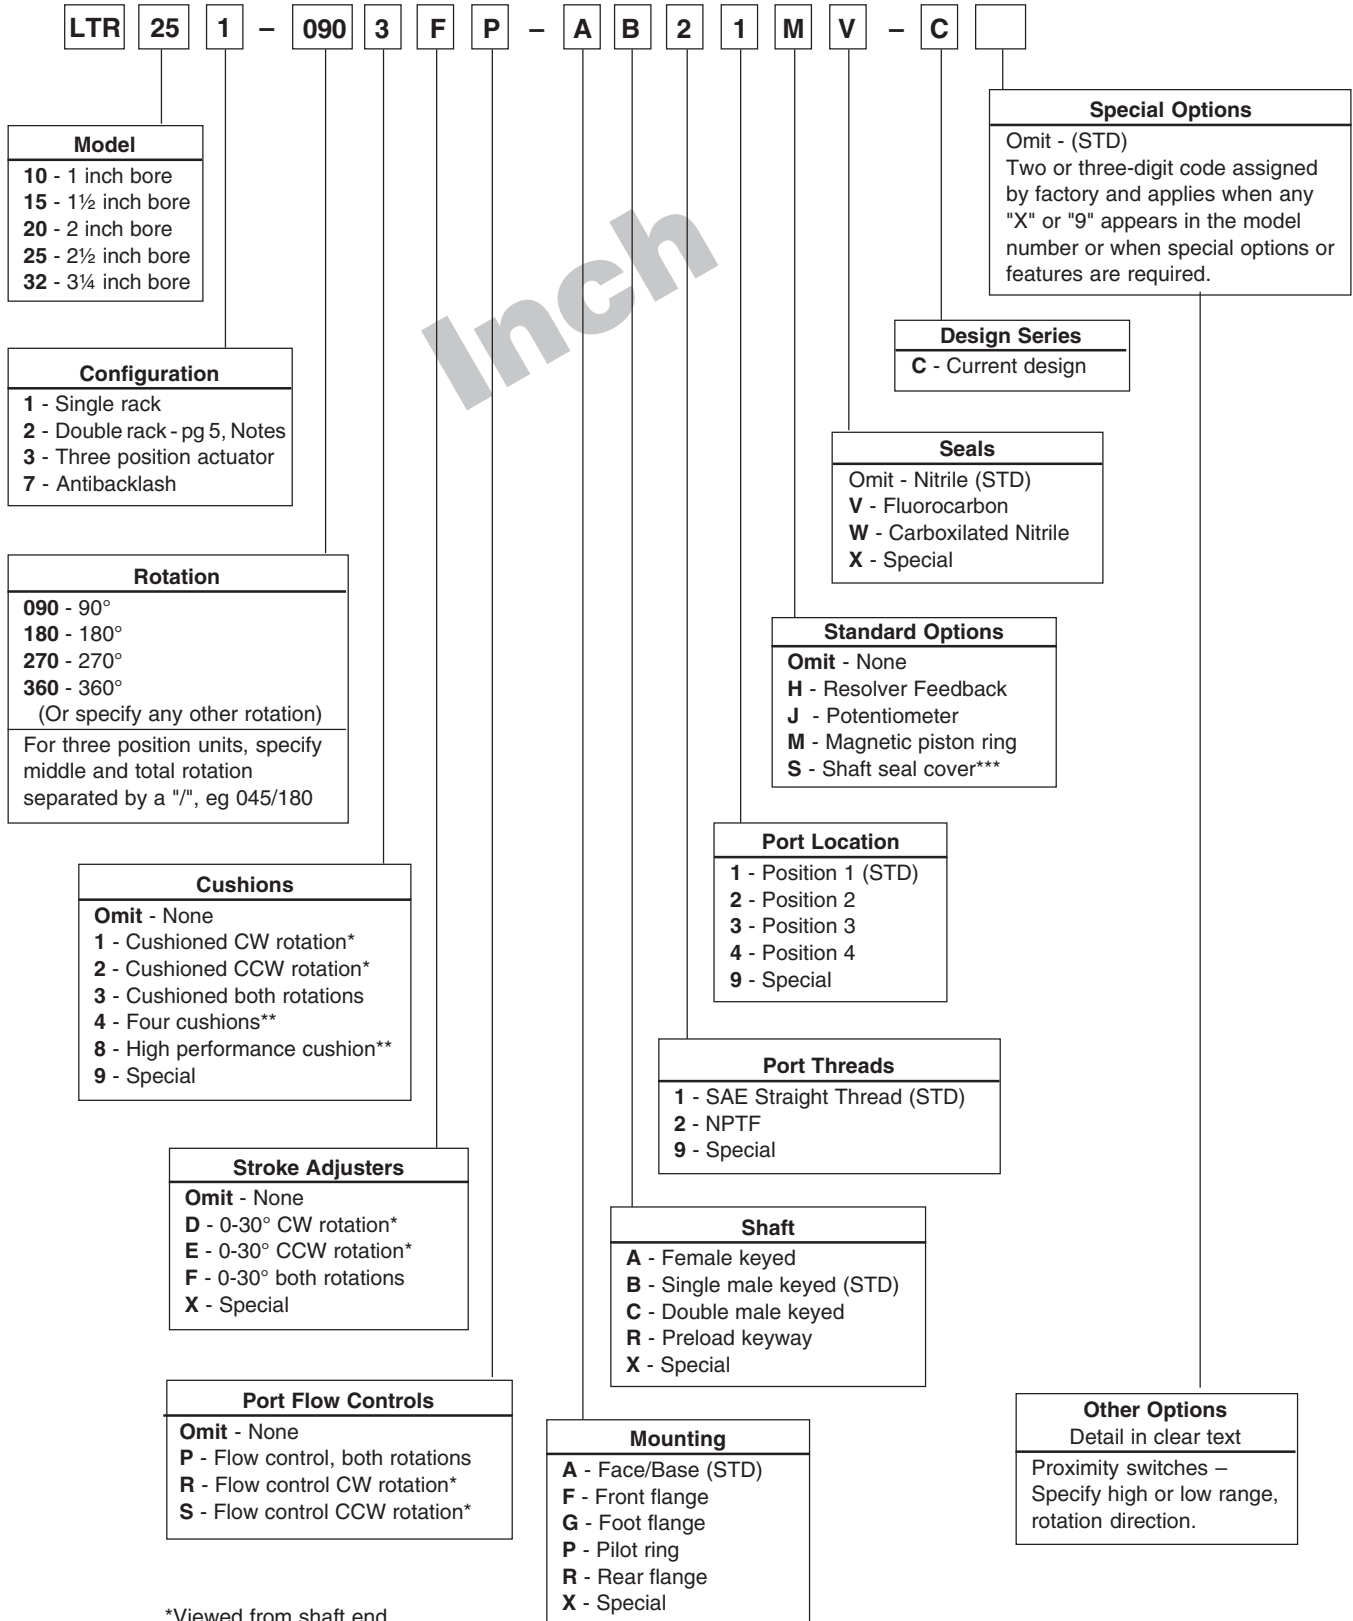 LTR 25 1 – 090 3 F P – A B 2 1 M V – C
Special Options
Omit - (STD)
Two or three-digit code assigned
by factory and applies when any
"X" or "9" appears in the model
number or when special options or
features are required.
Model
10 - 1 inch bore
15 - 1½ inch bore
20 - 2 inch bore
25 - 2½ inch bore
32 - 3¼ inch bore
Inch
Design Series
C - Current design
Configuration
1 - Single rack
2 - Double rack - pg 5, Notes
3 - Three position actuator
7 - Antibacklash
Seals
Omit - Nitrile (STD)
V - Fluorocarbon
W - Carboxilated Nitrile
X - Special
Rotation
090 - 90°
180 - 180°
270 - 270°
360 - 360°
(Or specify any other rotation)
For three position units, specify
middle and total rotation
separated by a "/", eg 045/180
Standard Options
Omit - None
H - Resolver Feedback
J - Potentiometer
M - Magnetic piston ring
S - Shaft seal cover***
Port Location
1 - Position 1 (STD)
2 - Position 2
3 - Position 3
4 - Position 4
9 - Special
Cushions
Omit - None
1 - Cushioned CW rotation*
2 - Cushioned CCW rotation*
3 - Cushioned both rotations
4 - Four cushions**
8 - High performance cushion**
9 - Special
Port Threads
1 - SAE Straight Thread (STD)
2 - NPTF
9 - Special
Stroke Adjusters
Omit - None
D - 0-30° CW rotation*
E - 0-30° CCW rotation*
F - 0-30° both rotations
X - Special
Shaft
A - Female keyed
B - Single male keyed (STD)
C - Double male keyed
R - Preload keyway
X - Special
Port Flow Controls
Omit - None
P - Flow control, both rotations
R - Flow control CW rotation*
S - Flow control CCW rotation*
Mounting
A - Face/Base (STD)
F - Front flange
G - Foot flange
P - Pilot ring
R - Rear flange
X - Special
Other Options
Detail in clear text
Proximity switches –
Specify high or low range,
rotation direction.
*Viewed from shaft end